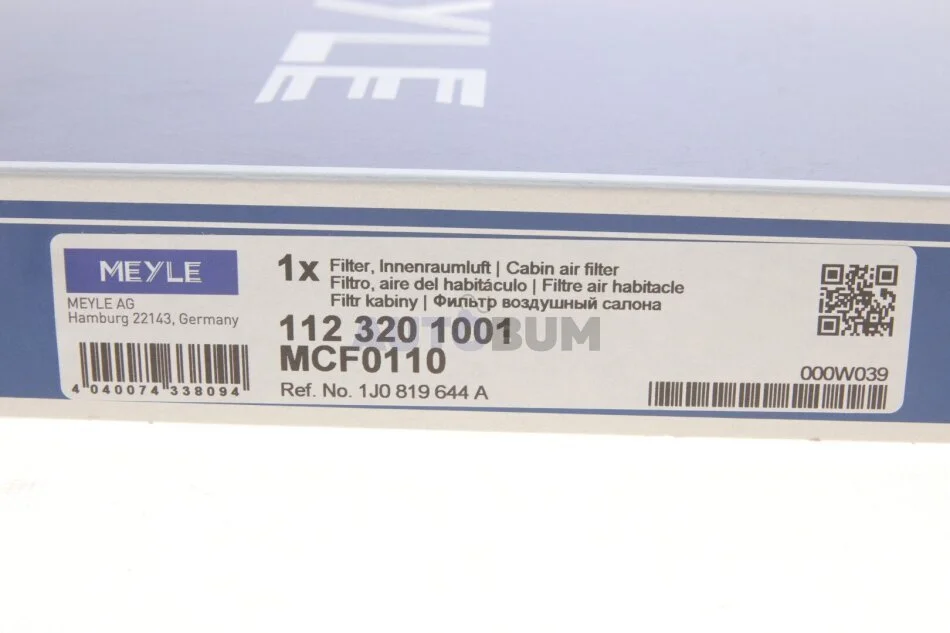 MEYLE
MEYLE
MEYLE AG
Hamburg 22143, Germany
4 040074 338094
1x Filter, Innenraumluft | Cabin air filter
Filtro, aire del habitáculo | Filtre air habitacle
Filtr kabiny | Фильтр воздушный салона
112 320 1001
AUTOBUM
MCF0110
Ref. No. 1J0 819 644 A
000W039